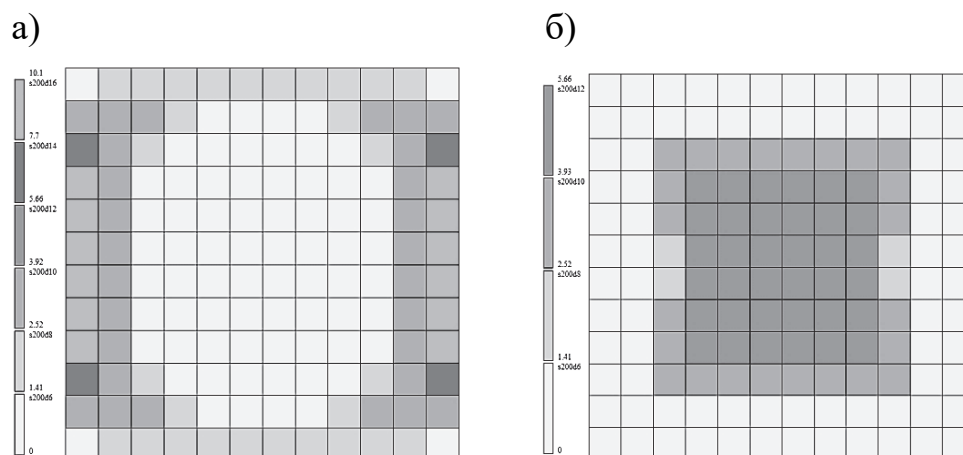 а)
10.1
s200d16
7.7
s200d14
5.66
s200d12
3.92
s200d10
2.52
s200d8
1.41
s200d6
0
б)
5.66
s200d12
3.93
s200d10
2.52
s200d8
1.41
s200d6
0